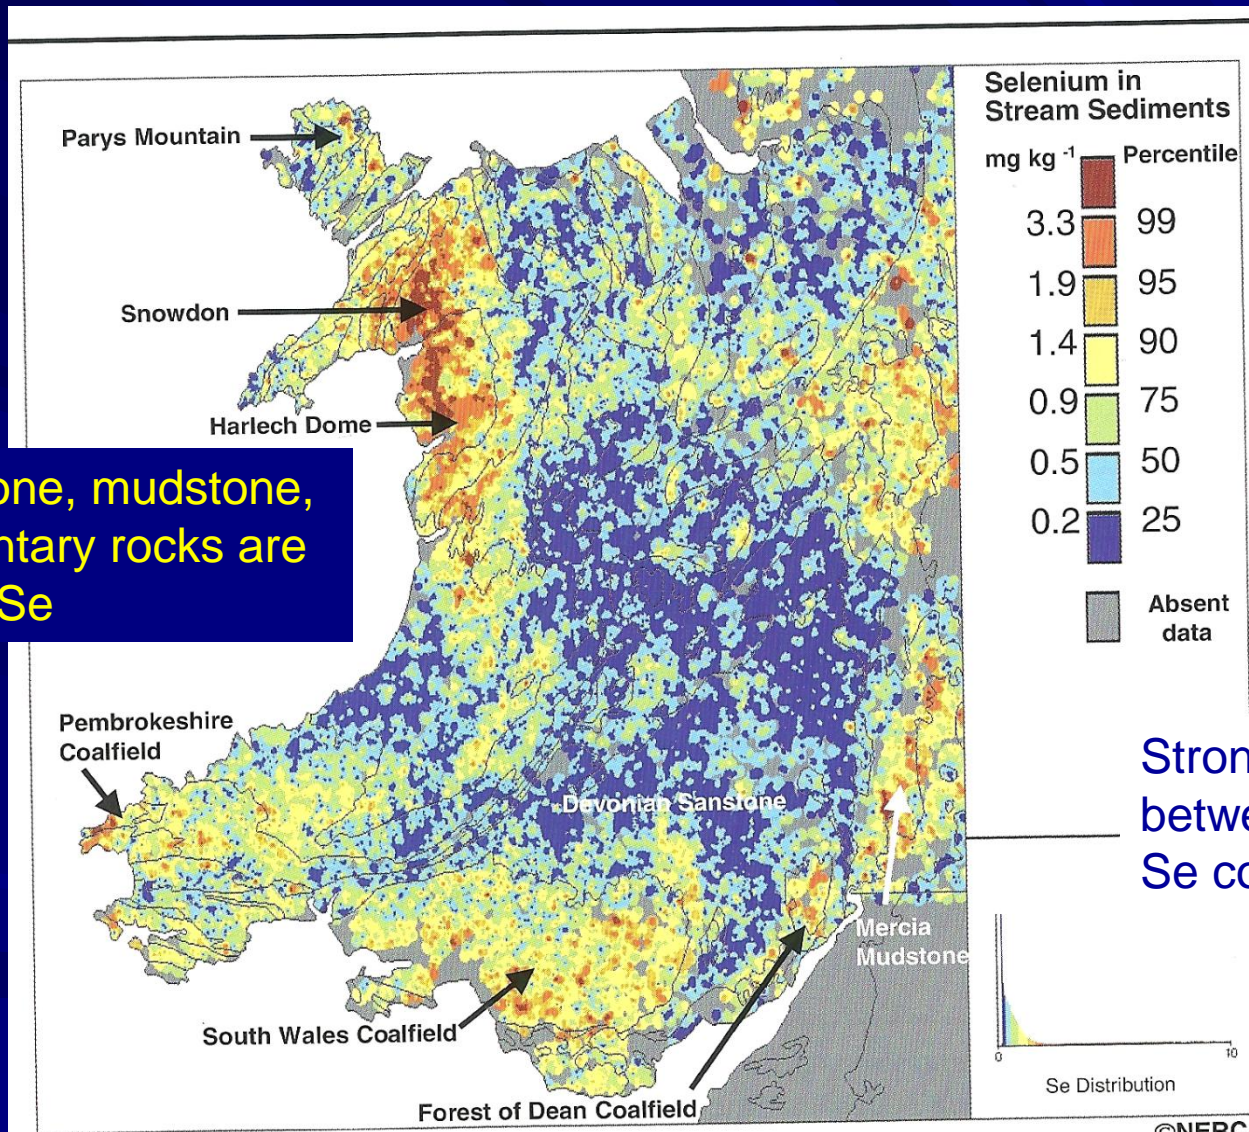 Selenium in
Stream Sediments
mg kg -1 Percentile
3.3 99
1.9 95
1.4 90
0.9 75
0.5 50
0.2 25
Absent
data
Parys Mountain
Snowdon
Harlech Dome
one, mudstone,
ntary rocks are
Se
Pembrokeshire
Coalfield
Devonian Sanstone
Stron
betwe
Se co
Mercia
Mudstone
South Wales Coalfield
Forest of Dean Coalfield
0 10
Se Distribution
©NERC